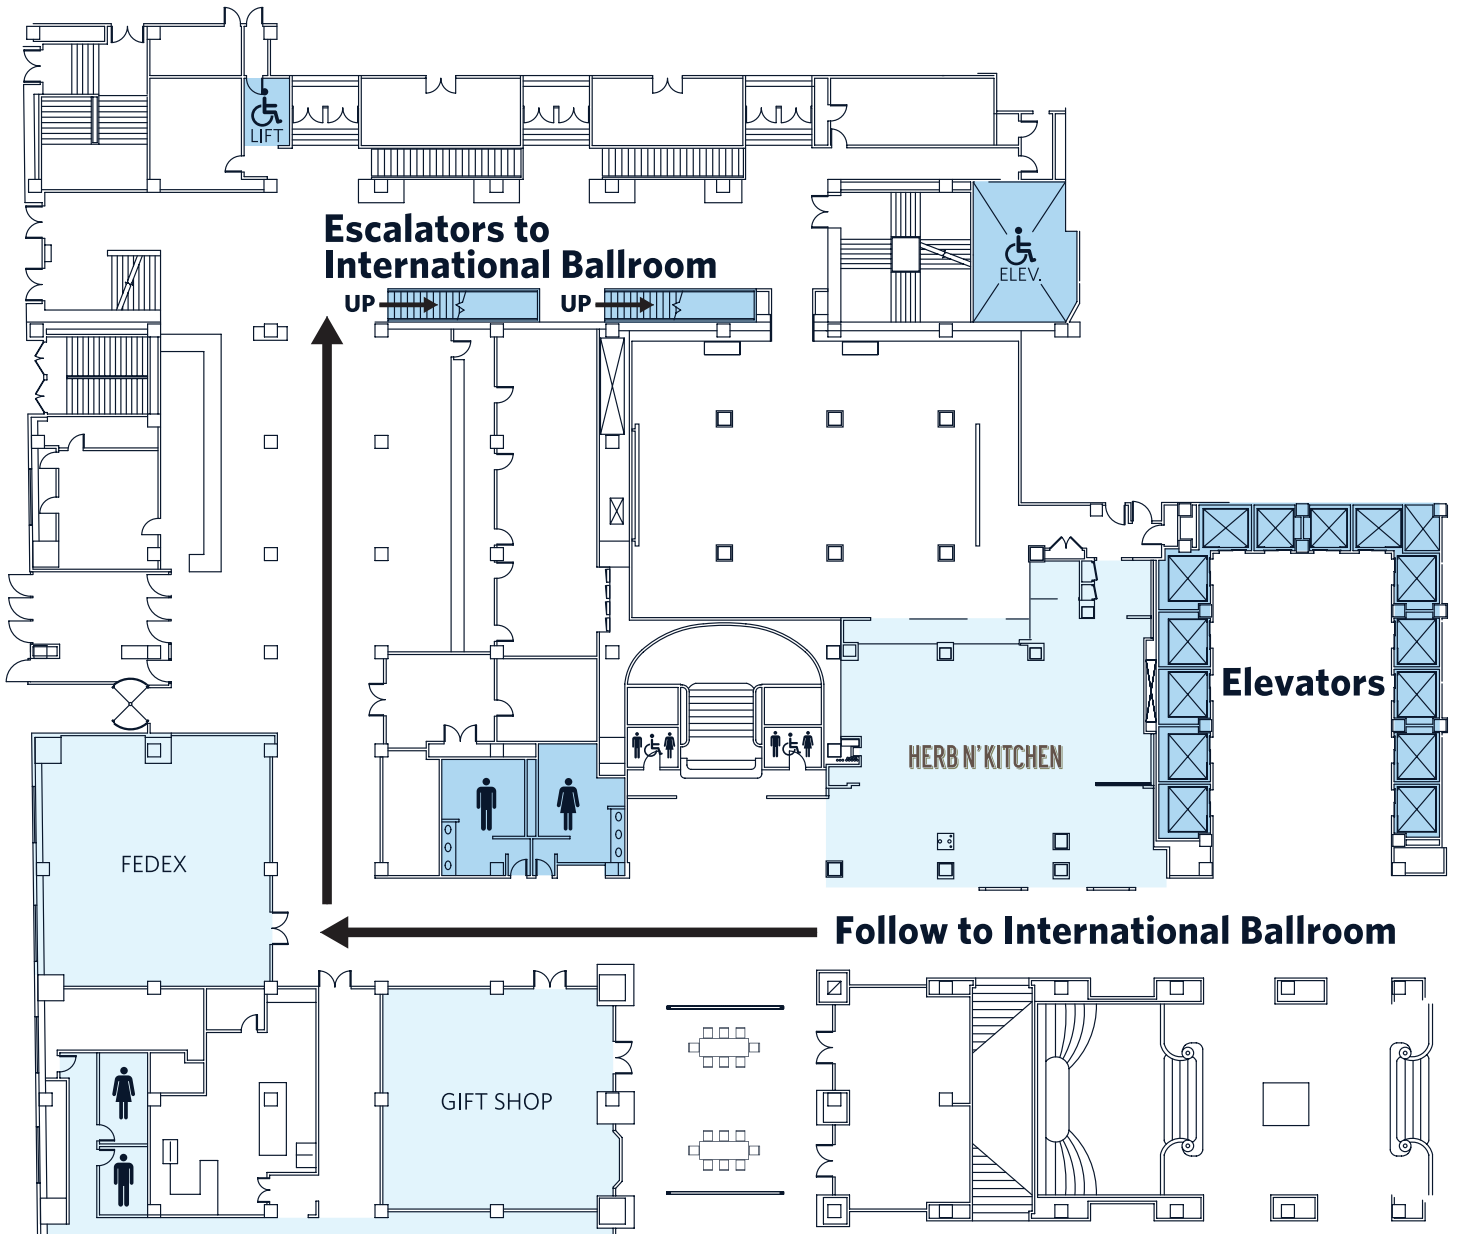 LIFT
Escalators to
International Ballroom
ELEV.
UP
UP
Elevators
HERB N' KITCHEN
FEDEX
Follow to International Ballroom
GIFT SHOP